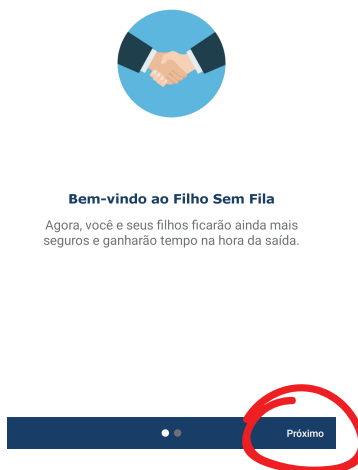 Bem-vindo ao Filho Sem Fila
Agora, você e seus filhos ficarão ainda mais
seguros e ganharão tempo na hora da saída.
Próximo